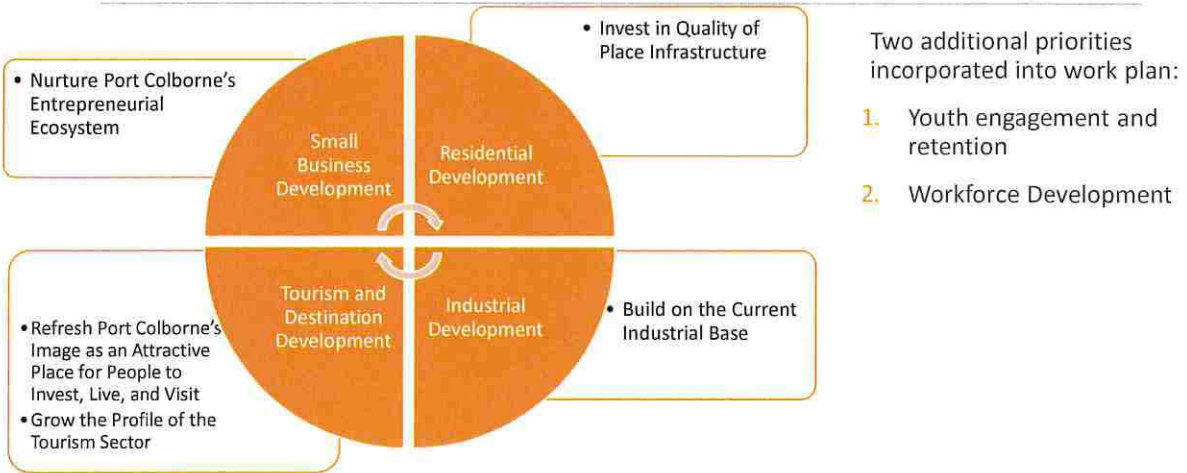 • Nurture Port Colborne's
Entrepreneurial
Ecosystem
• Invest in Quality of
Place Infrastructure
Small
Business
Development
Residential
Development
Tourism and
Destination
Development
Industrial
Development
• Refresh Port Colborne's
Image as an Attractive
Place for People to
Invest, Live, and Visit
• Grow the Profile of the
Tourism Sector
• Build on the Current
Industrial Base
Two additional priorities
incorporated into work plan:
1. Youth engagement and
retention
2. Workforce Development